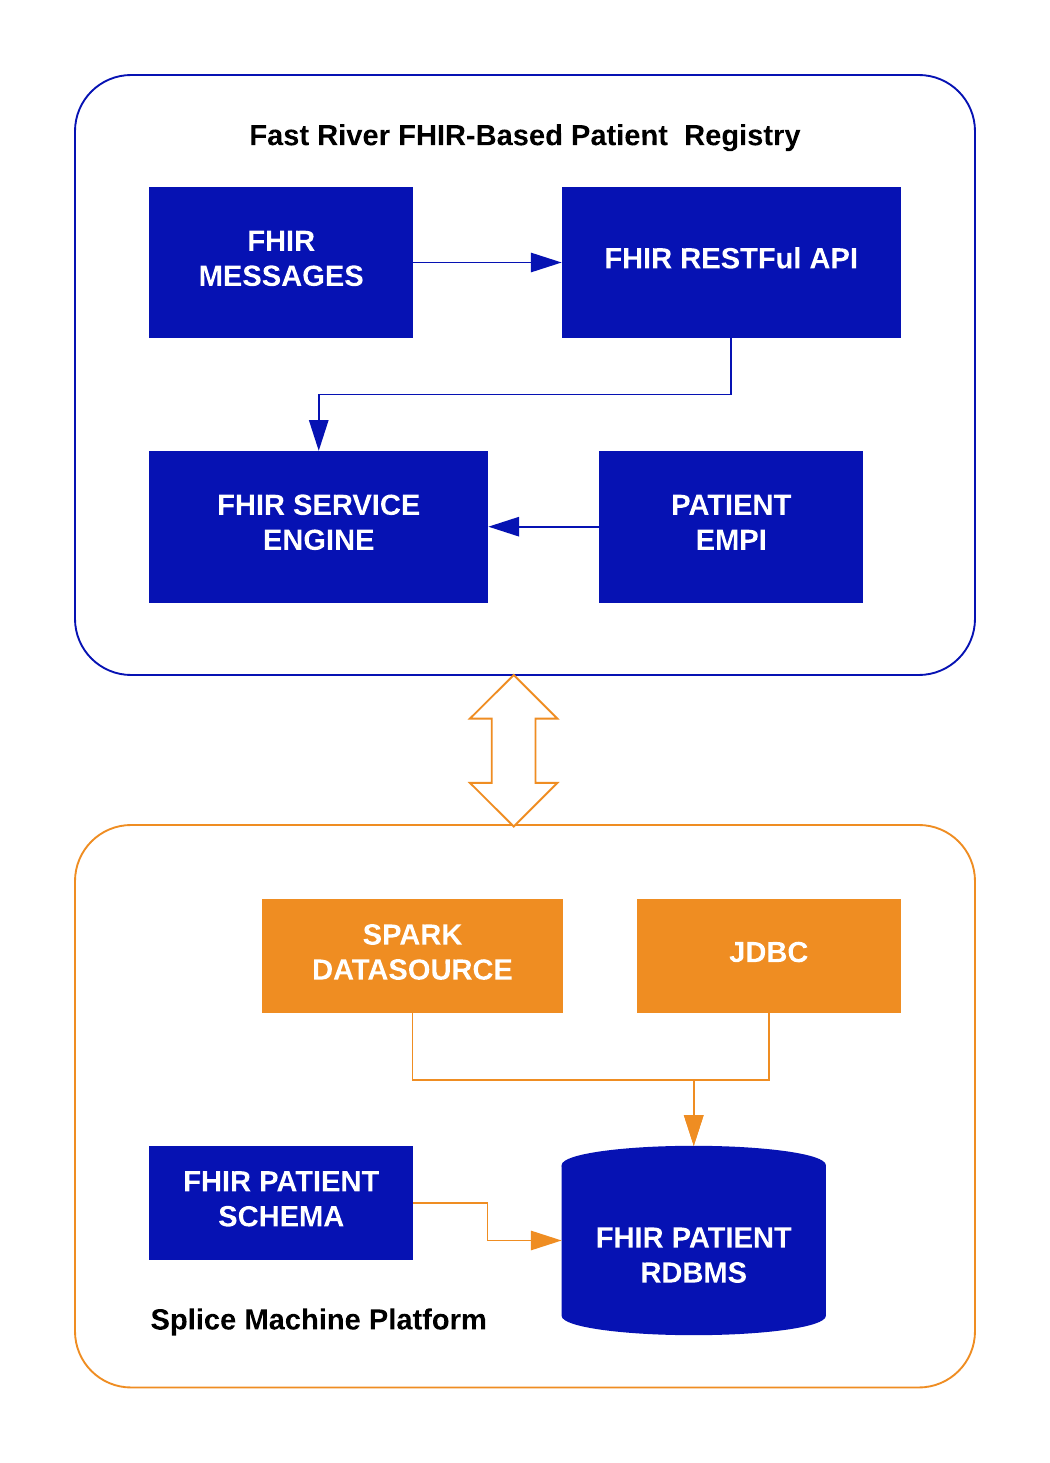 Fast River FHIR-Based Patient  Registry
FHIR
MESSAGES
FHIR RESTFul API
FHIR SERVICE
ENGINE
PATIENT
EMPI
SPARK
DATASOURCE
JDBC
FHIR PATIENT
SCHEMA
FHIR PATIENT
RDBMS
Splice Machine Platform